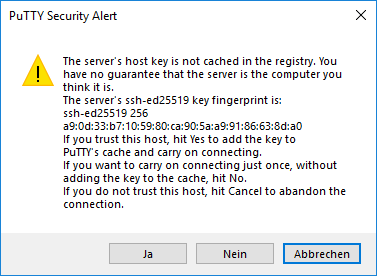 PuTTY Security Alert
The server's host key is not cached in the registry. You
have no guarantee that the server is the computer you
think it is.
The server's ssh-ed25519 key fingerprint is:
ssh-ed25519 256
a9:0d:33:b7:10:59:80:ca:90:5a:a9:91:86:63:8d:a0
If you trust this host, hit Yes to add the key to
PuTTY's cache and carry on connecting.
If you want to carry on connecting just once, without
adding the key to the cache, hit No.
If you do not trust this host, hit Cancel to abandon the
connection.
Ja
Nein
Abbrechen